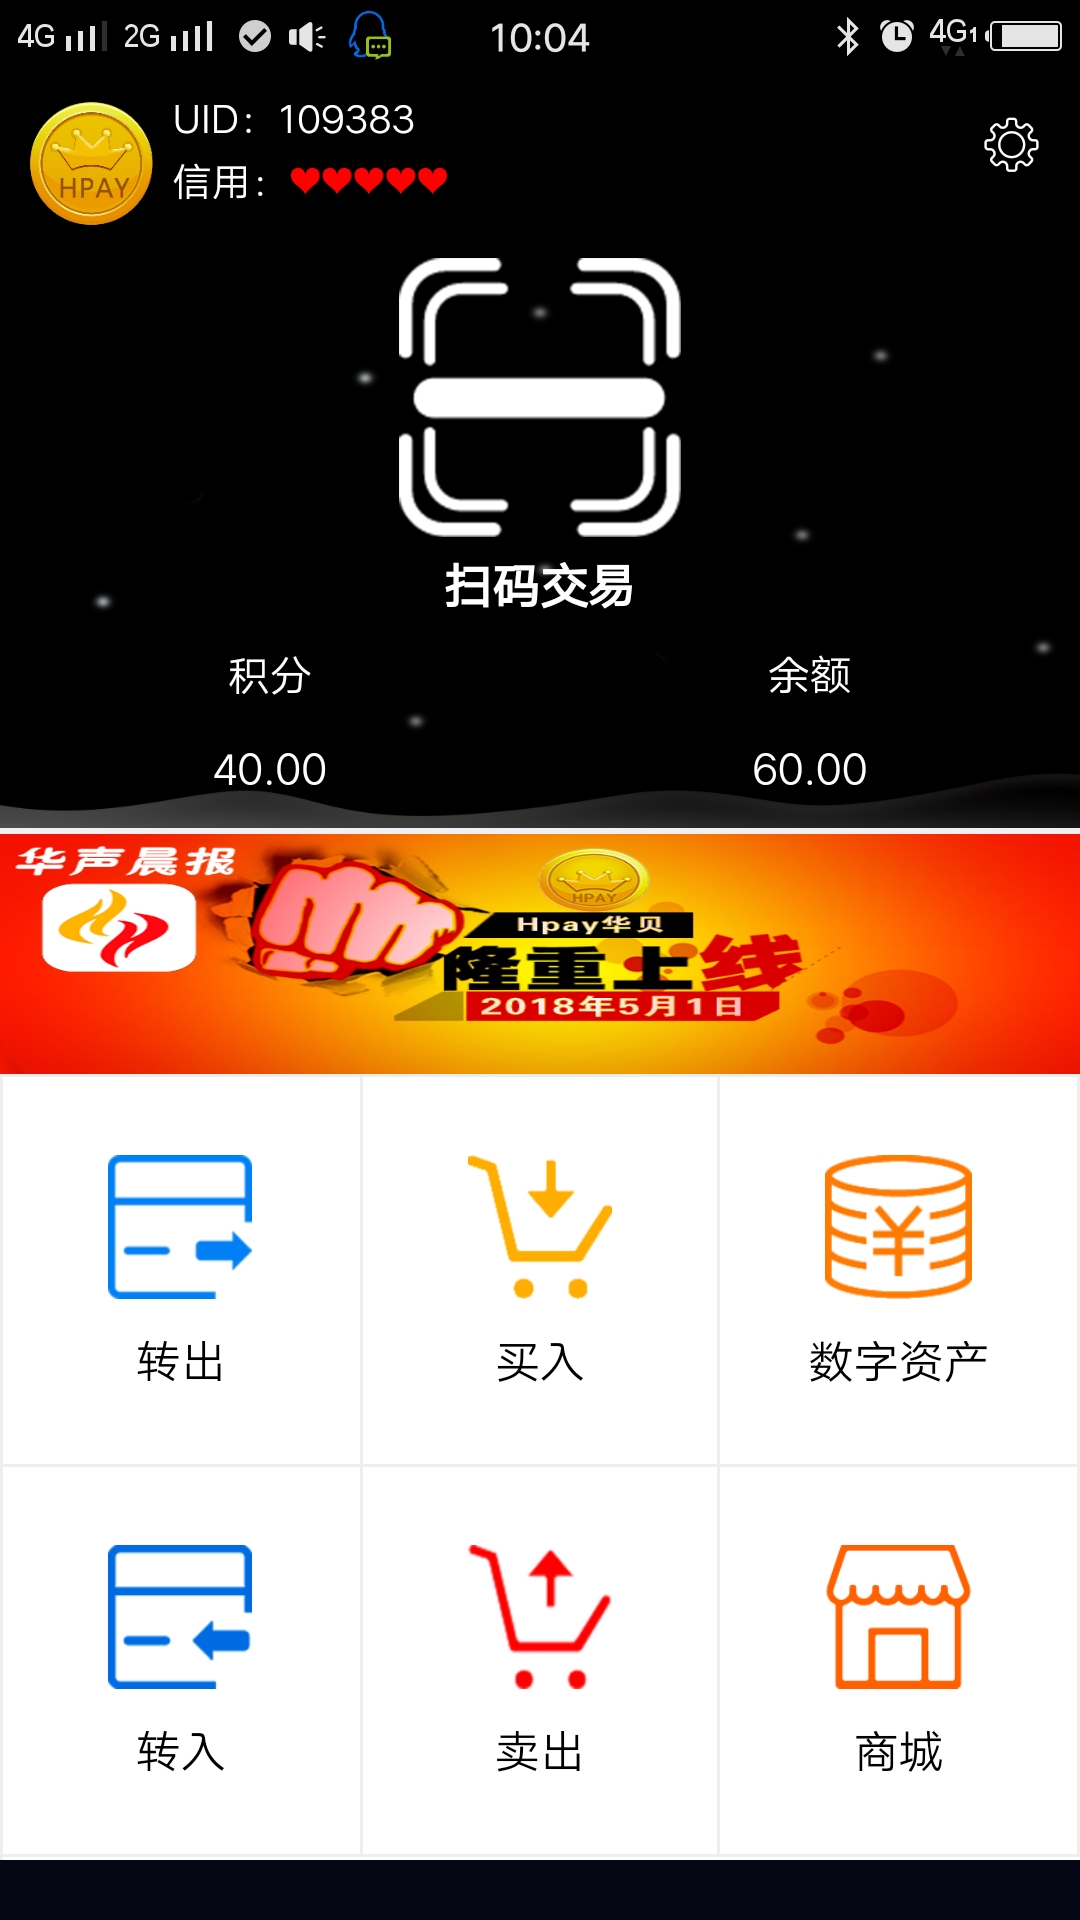 4G 2G 10:04 4G1
UID：109383
信用：
HPAY
扫码交易
积分 余额
40.00 60.00
华声晨报
HPAY
Hpay华贝
隆重上线
2018年5月1日
转出 买入 数字资产
转入 卖出 商城